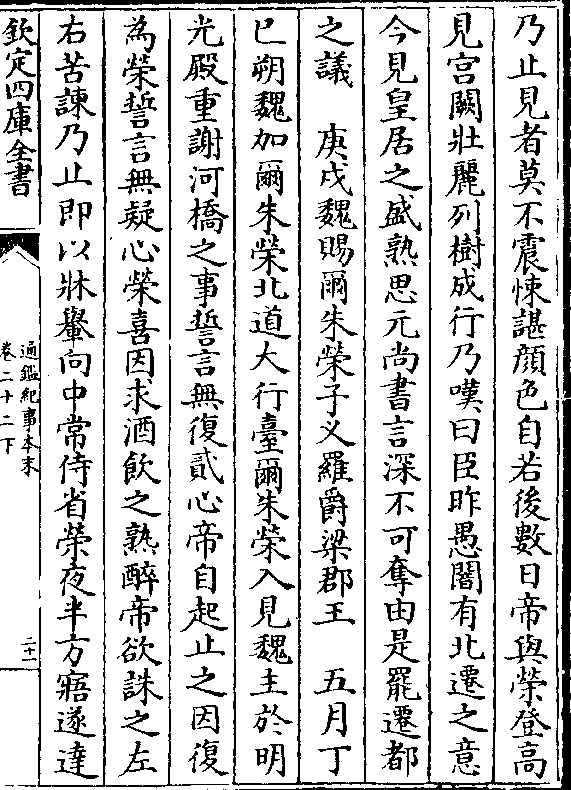 乃止見者莫不震悚諶顔色自若後數日帝與榮登高
見宫闕壯麗列樹成行乃嘆曰臣昨愚闇有北遷之意
今見皇居之盛熟思元尚書言深不可奪由是罷遷都
之議　庚戌魏賜爾朱榮子义羅爵梁郡王　五月丁
巳朔魏加爾朱榮北道大行臺爾朱榮入見魏主於明
光殿重謝河橋之事誓言無復貳心帝自起止之因復
為榮誓言無疑心榮喜因求酒飲之熟醉帝欲誅之左
右苦諫乃止即以牀轝向中常侍省榮夜半方寤遂達
欽定四庫全書
通鑑紀事本末
卷二十二下
二十一